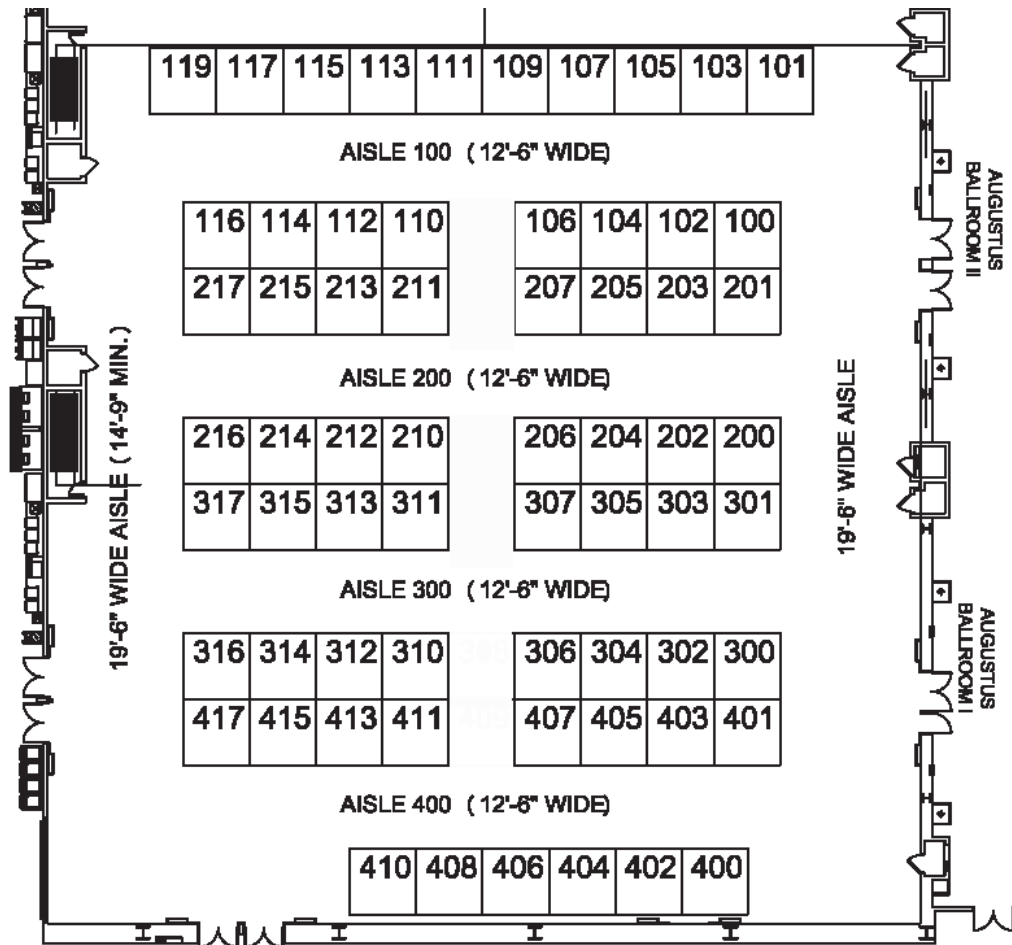 119 117 115 113 111 109 107 105 103 101
AISLE 100 (12'-6" WIDE)
116 114 112 110 106 104 102 100
217 215 213 211 207 205 203 201
AISLE 200 (12'-6" WIDE)
216 214 212 210 206 204 202 200
317 315 313 311 307 305 303 301
AISLE 300 (12'-6" WIDE)
316 314 312 310 306 304 302 300
417 415 413 411 407 405 403 401
AISLE 400 (12'-6" WIDE)
410 408 406 404 402 400
19'-6" WIDE AISLE (14'-9" MIN.)
19'-6" WIDE AISLE
AUGUSTUS
BALLROOM II
AUGUSTUS
BALLROOM I